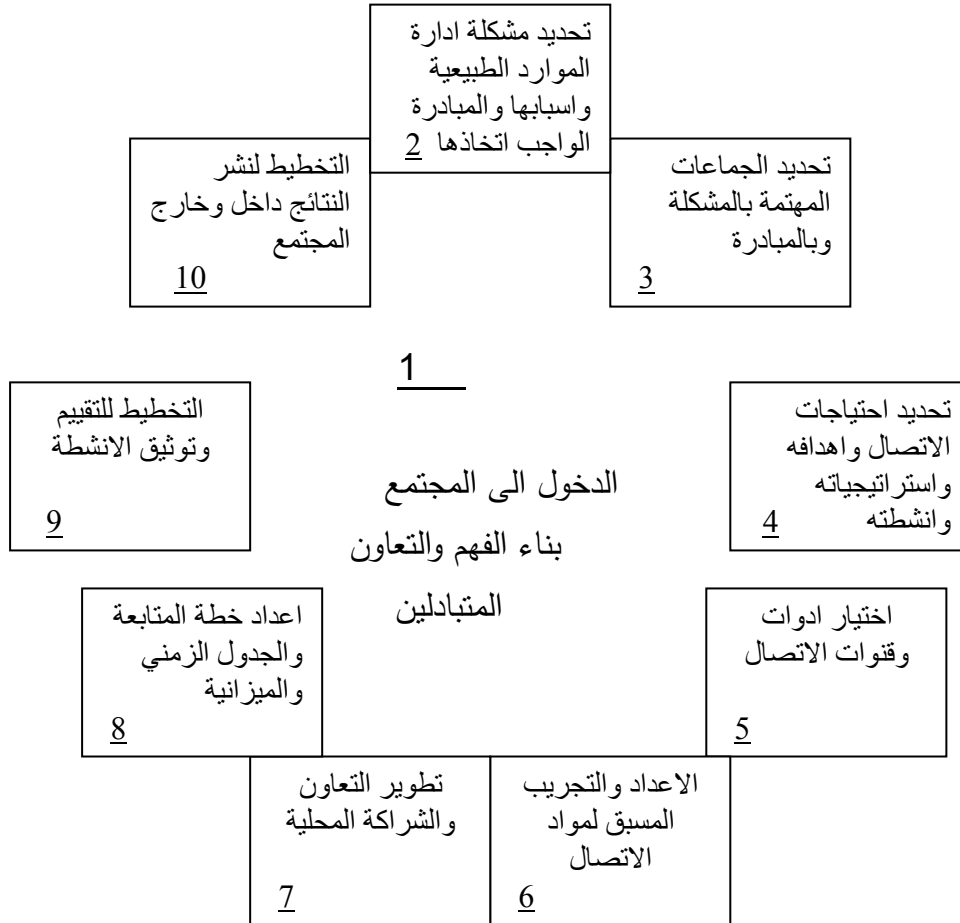 1
الدخول الى المجتمع
بناء الفهم والتعاون
المتبادلين
تحديد مشكلة ادارة
الموارد الطبيعية
واسبابها والمبادرة
الواجب اتخاذها 2
تحديد الجماعات
المهتمة بالمشكلة
وبالمبادرة
3
تحديد احتياجات
الاتصال واهدافه
واستراتيجياته
وانشطته 4
اختيار ادوات
وقنوات الاتصال
5
الاعداد والتجريب
المسبق لمواد
الاتصال
6
تطوير التعاون
والشراكة المحلية
7
اعداد خطة المتابعة
والجدول الزمني
والميزانية
8
التخطيط للتقييم
وتوثيق الانشطة
9
التخطيط لنشر
النتائج داخل وخارج
المجتمع
10